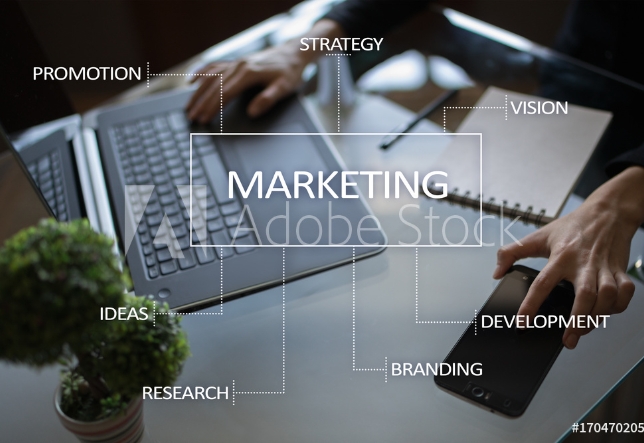 STRATEGY
PROMOTION
VISION
MARKETING
Adobe Stock
IDEAS
DEVELOPMENT
BRANDING
RESEARCH
#170470205